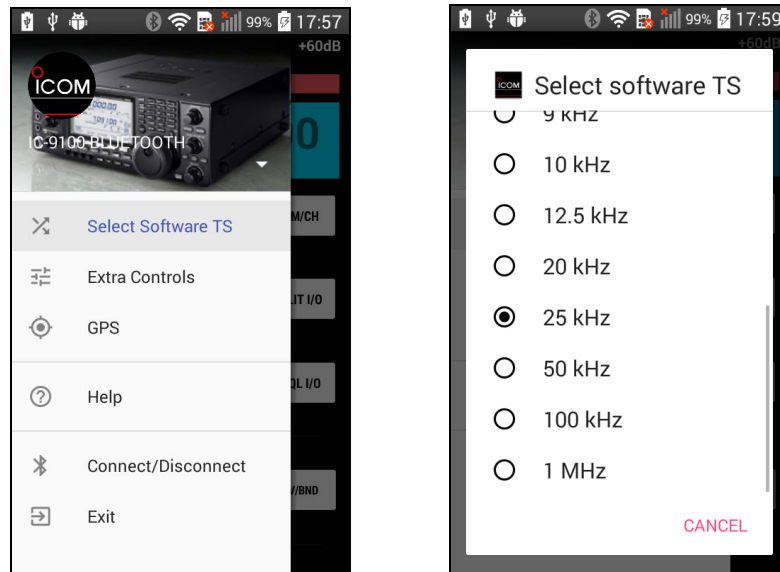 99% 17:57
+60dB
ICOM
IC-9100-BLUETOOTH
0
M/CH
Select Software TS
Extra Controls
LIT I/O
GPS
QL I/O
Help
Connect/Disconnect
/BND
Exit
99% 17:59
+60dB
ICOM
Select software TS
9 kHz
10 kHz
12.5 kHz
20 kHz
25 kHz
50 kHz
100 kHz
1 MHz
CANCEL